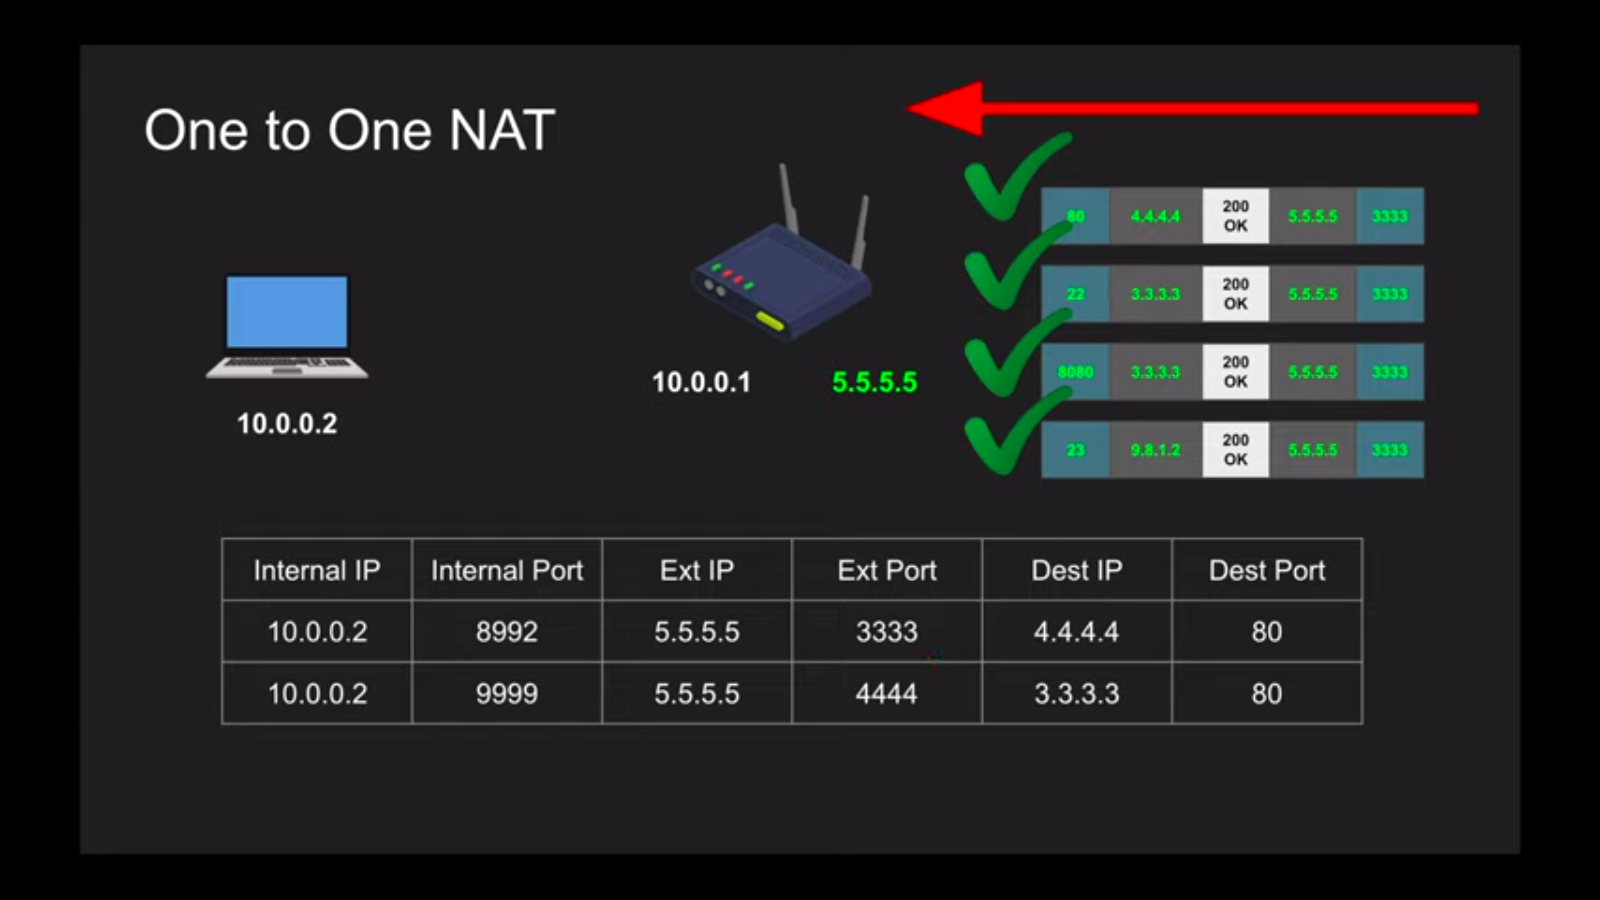 One to One NAT
80 4.4.4.4 200 OK 5.5.5.5 3333
22 3.3.3.3 200 OK 5.5.5.5 3333
8080 3.3.3.3 200 OK 5.5.5.5 3333
23 9.8.1.2 200 OK 5.5.5.5 3333
10.0.0.1 5.5.5.5
10.0.0.2
Internal IP Internal Port Ext IP Ext Port Dest IP Dest Port
10.0.0.2 8992 5.5.5.5 3333 4.4.4.4 80
10.0.0.2 9999 5.5.5.5 4444 3.3.3.3 80